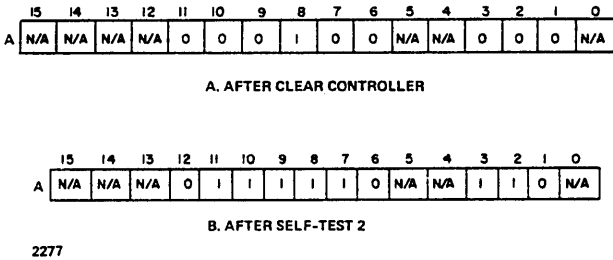 15 14 13 12 11 10 9 8 7 6 5 4 3 2 1 0
A N/A N/A N/A N/A 0 0 0 1 0 0 N/A N/A 0 0 0 N/A
A. AFTER CLEAR CONTROLLER
15 14 13 12 11 10 9 8 7 6 5 4 3 2 1 0
A N/A N/A N/A 0 1 1 1 1 1 0 N/A N/A 1 1 0 N/A
B. AFTER SELF-TEST 2
2277